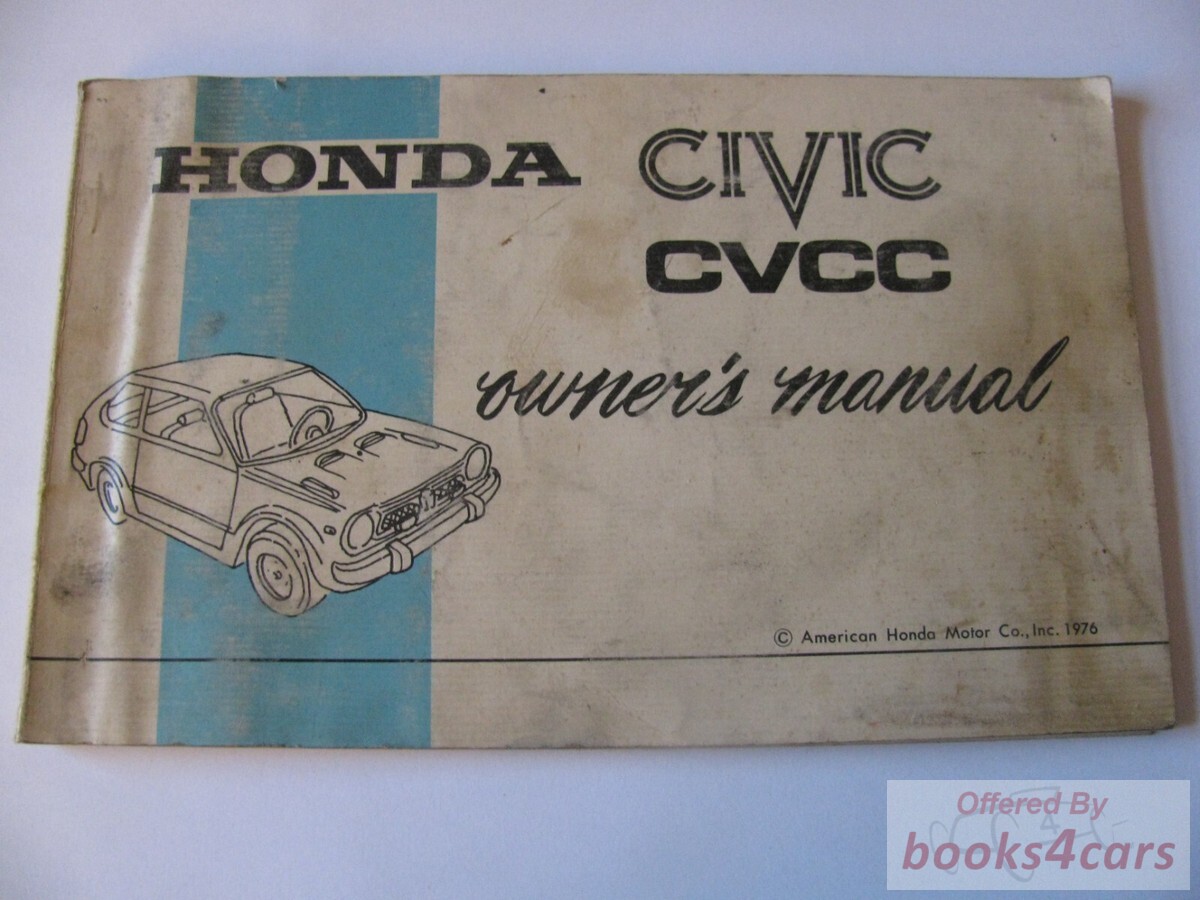 HONDA CIVIC
CVCC
owner's manual
© American Honda Motor Co., Inc. 1976
Offered By
books4cars